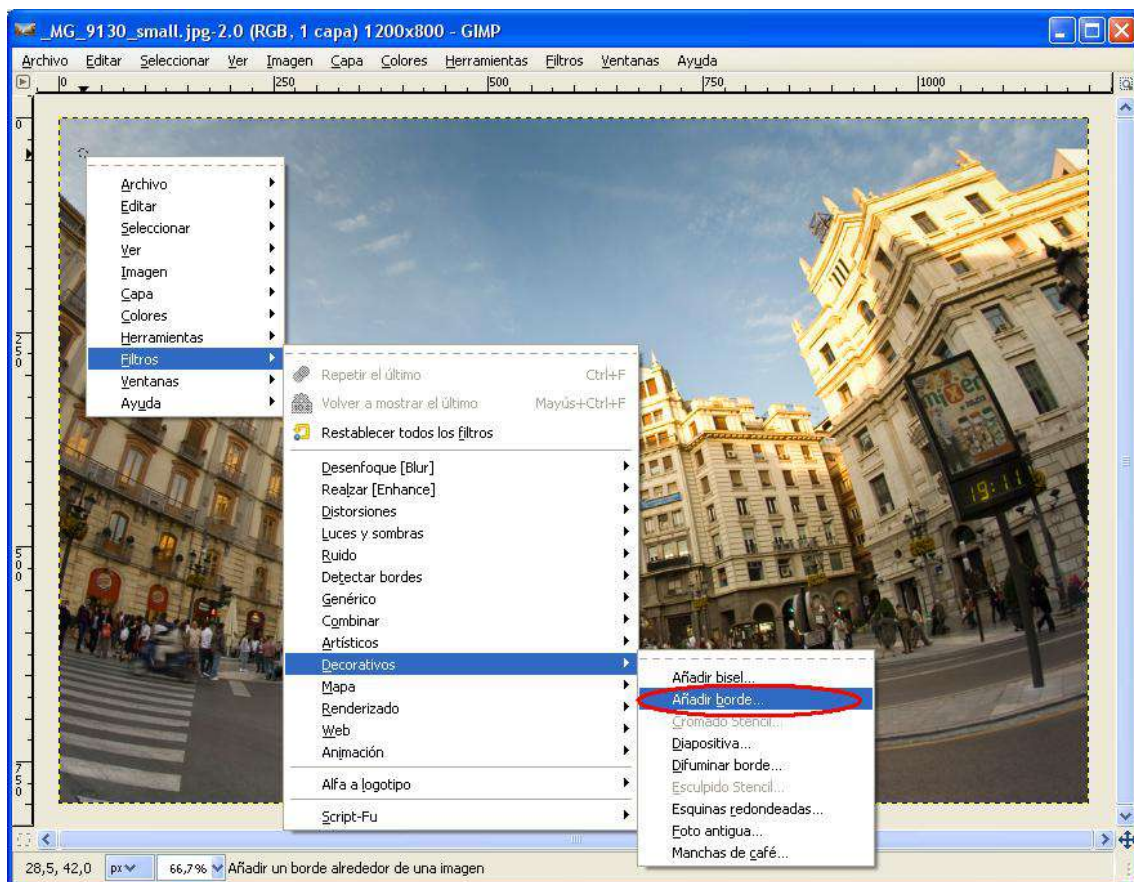 _MG_9130_small.jpg-2.0 (RGB, 1 capa) 1200x800 - GIMP
Archivo Editar Seleccionar Ver Imagen Capa Colores Herramientas Filtros Ventanas Ayuda
0 250 500 750 1000
0
250
500
750
Archivo
Editar
Seleccionar
Ver
Imagen
Capa
Colores
Herramientas
Filtros
Ventanas
Ayuda
Repetir el último Ctrl+F
Volver a mostrar el último Mayús+Ctrl+F
Restablecer todos los filtros
Desenfoque [Blur]
Realzar [Enhance]
Distorsiones
Luces y sombras
Ruido
Detectar bordes
Genérico
Combinar
Artísticos
Decorativos
Mapa
Renderizado
Web
Animación
Alfa a logotipo
Script-Fu
Añadir bisel...
Añadir borde...
Cromado Stencil...
Diapositiva...
Difuminar borde...
Esculpido Stencil...
Esquinas redondeadas...
Foto antigua...
Manchas de café...
mixer
19:11
28,5, 42,0 px 66,7% Añadir un borde alrededor de una imagen